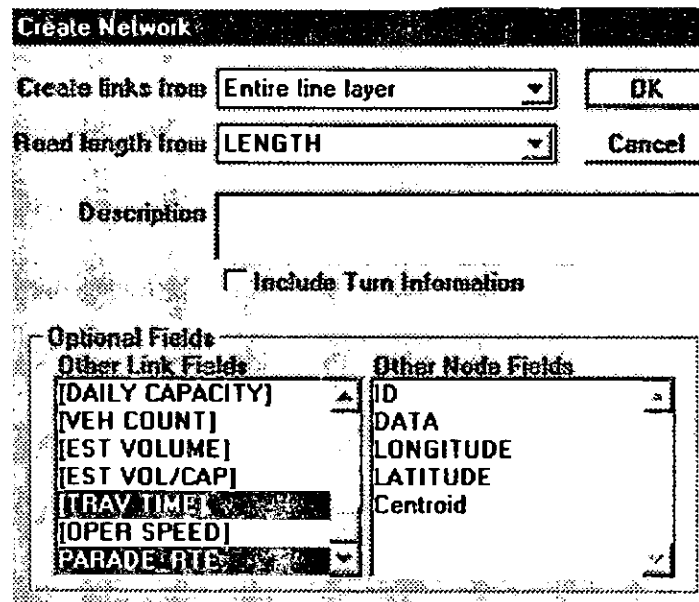 Create Network
Create links from Entire line layer OK
Read length from LENGTH Cancel
Description
Include Turn Information
Optional Fields
Other Link Fields Other Node Fields
[DAILY CAPACITY] ID
[VEH COUNT] DATA
[EST VOLUME] LONGITUDE
[EST VOL/CAP] LATITUDE
[TRAV TIME] Centroid
[OPER SPEED]
PARADE RTE